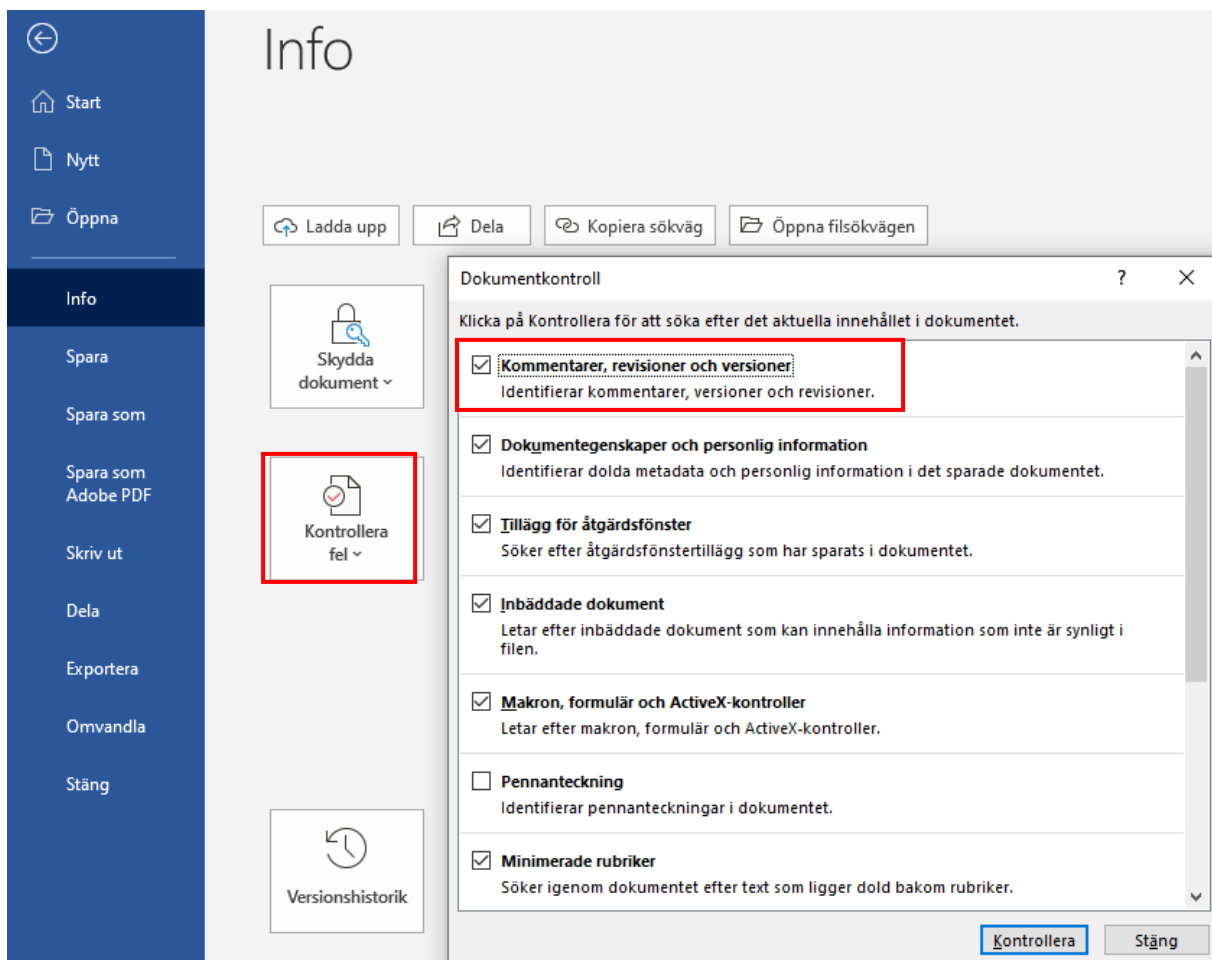 Info
Start
Nytt
Öppna
Info
Spara
Spara som
Spara som
Adobe PDF
Skriv ut
Dela
Exportera
Omvandla
Stäng
Ladda upp
Dela
Kopiera sökväg
Öppna filsökvägen
Skydda
dokument
Kontrollera
fel
Versionshistorik
Dokumentkontroll
?
Klicka på Kontrollera för att söka efter det aktuella innehållet i dokumentet.
Kommentarer, revisioner och versioner
Identifierar kommentarer, versioner och revisioner.
Dokumentegenskaper och personlig information
Identifierar dolda metadata och personlig information i det sparade dokumentet.
Tillägg för åtgärdsfönster
Söker efter åtgärdsfönstertillägg som har sparats i dokumentet.
Inbäddade dokument
Letar efter inbäddade dokument som kan innehålla information som inte är synligt i
filen.
Makron, formulär och ActiveX-kontroller
Letar efter makron, formulär och ActiveX-kontroller.
Pennanteckning
Identifierar pennanteckningar i dokumentet.
Minimerade rubriker
Söker igenom dokumentet efter text som ligger dold bakom rubriker.
Kontrollera
Stäng